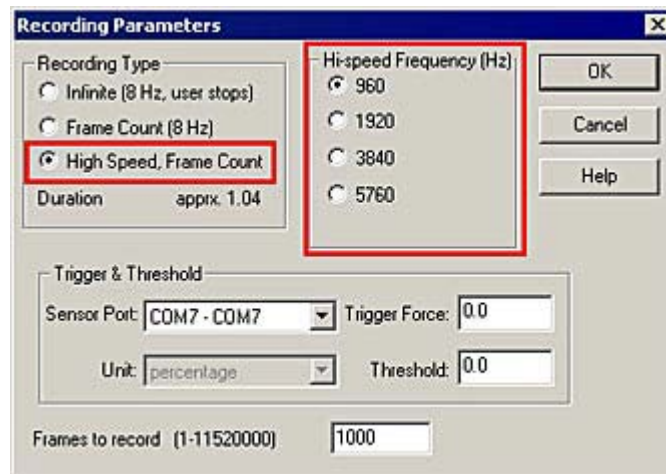 Recording Parameters
Recording Type
Infinite (8 Hz, user stops)
Frame Count (8 Hz)
High Speed, Frame Count
Duration apprx. 1.04
Hi-speed Frequency (Hz)
960
1920
3840
5760
OK
Cancel
Help
Trigger & Threshold
Sensor Port: COM7 - COM7
Trigger Force: 0.0
Unit: percentage
Threshold: 0.0
Frames to record (1-11520000) 1000